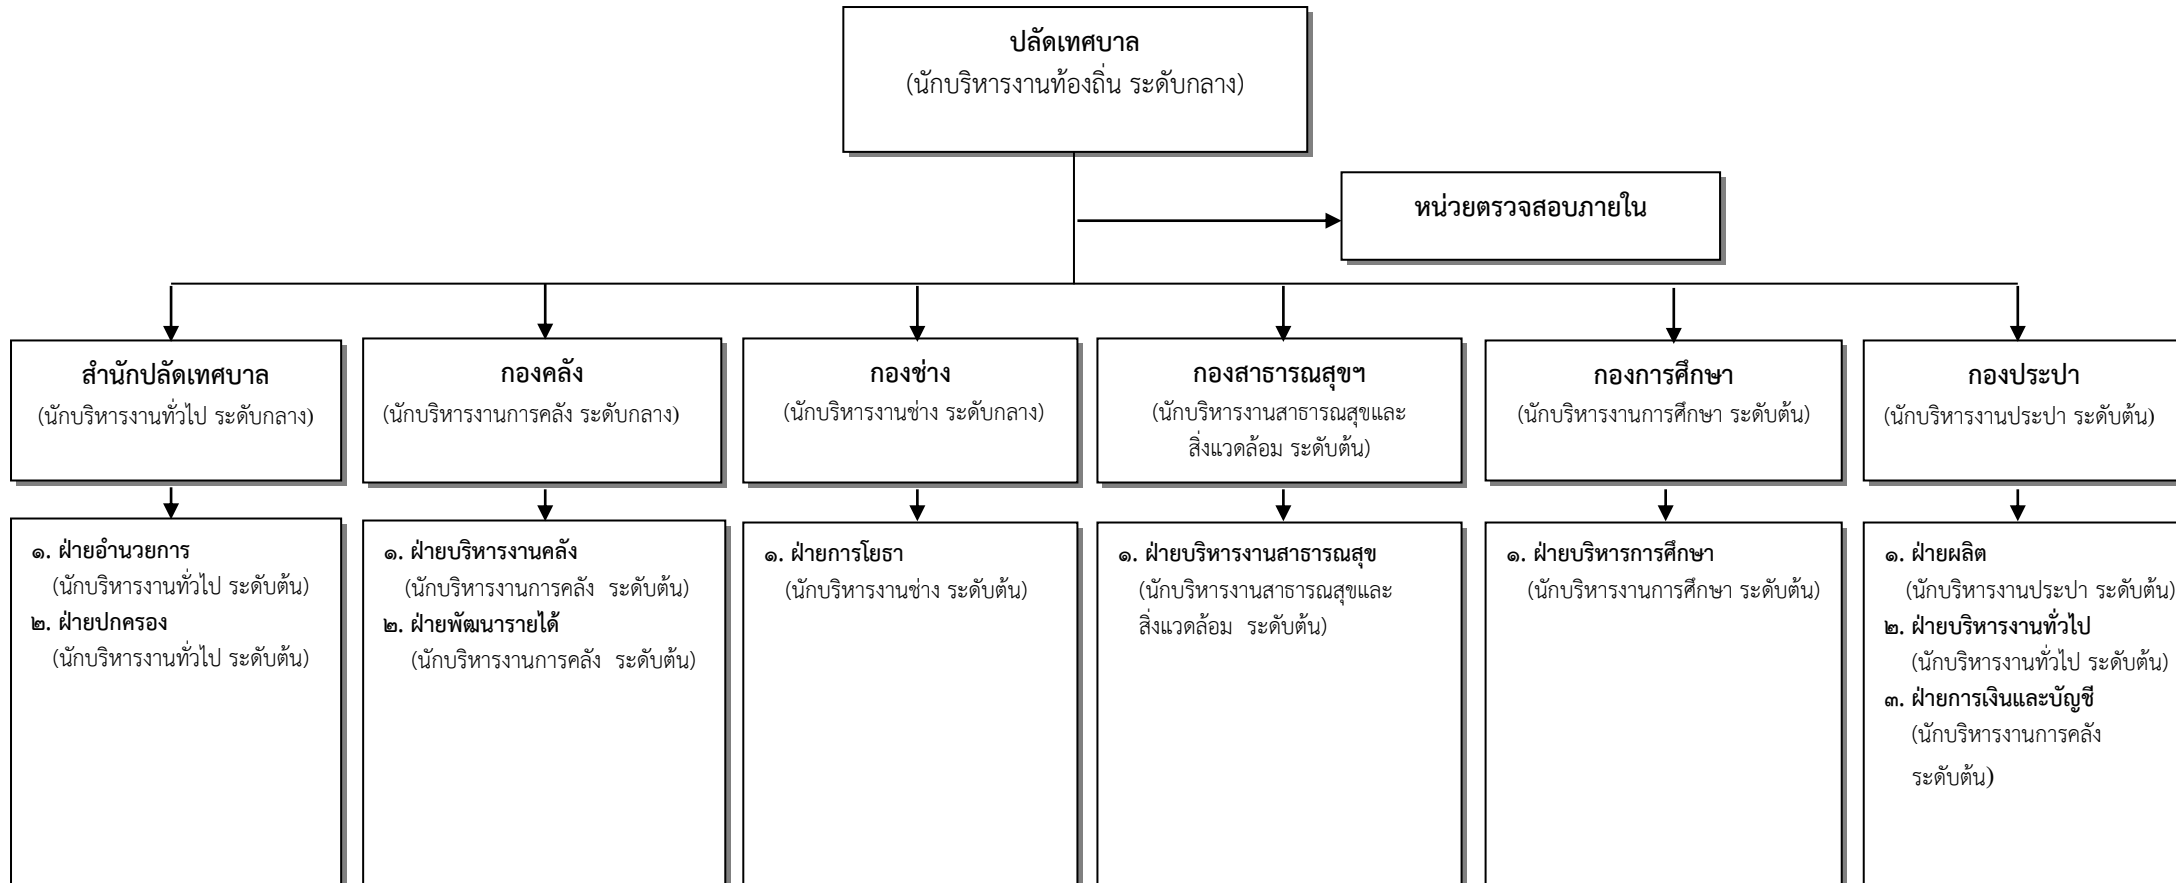 ปลัดเทศบาล
(นักบริหารงานท้องถิ่น ระดับกลาง)
หน่วยตรวจสอบภายใน
สำนักปลัดเทศบาล
(นักบริหารงานทั่วไป ระดับกลาง)
กองคลัง
(นักบริหารงานการคลัง ระดับกลาง)
กองช่าง
(นักบริหารงานช่าง ระดับกลาง)
กองสาธารณสุขฯ
(นักบริหารงานสาธารณสุขและ
สิ่งแวดล้อม ระดับต้น)
กองการศึกษา
(นักบริหารงานการศึกษา ระดับต้น)
กองประปา
(นักบริหารงานประปา ระดับต้น)
๑. ฝ่ายอำนวยการ
(นักบริหารงานทั่วไป ระดับต้น)
๒. ฝ่ายปกครอง
(นักบริหารงานทั่วไป ระดับต้น)
๑. ฝ่ายบริหารงานคลัง
(นักบริหารงานการคลัง ระดับต้น)
๒. ฝ่ายพัฒนารายได้
(นักบริหารงานการคลัง ระดับต้น)
๑. ฝ่ายการโยธา
(นักบริหารงานช่าง ระดับต้น)
๑. ฝ่ายบริหารงานสาธารณสุข
(นักบริหารงานสาธารณสุขและ
สิ่งแวดล้อม ระดับต้น)
๑. ฝ่ายบริหารการศึกษา
(นักบริหารงานการศึกษา ระดับต้น)
๑. ฝ่ายผลิต
(นักบริหารงานประปา ระดับต้น)
๒. ฝ่ายบริหารงานทั่วไป
(นักบริหารงานทั่วไป ระดับต้น)
๓. ฝ่ายการเงินและบัญชี
(นักบริหารงานการคลัง
ระดับต้น)